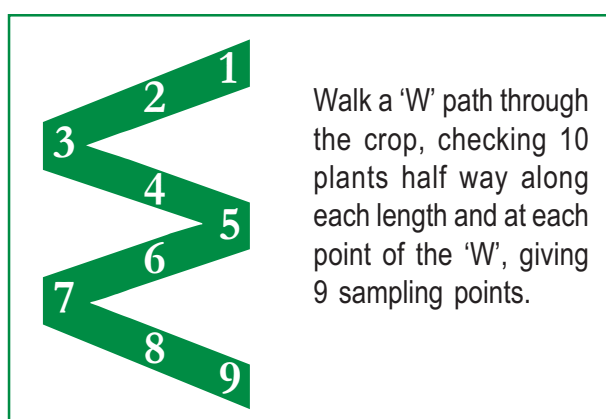 1
2
3
4
5
6
7
8
9
Walk a ‘W’ path through
the crop, checking 10
plants half way along
each length and at each
point of the ‘W’, giving
9 sampling points.